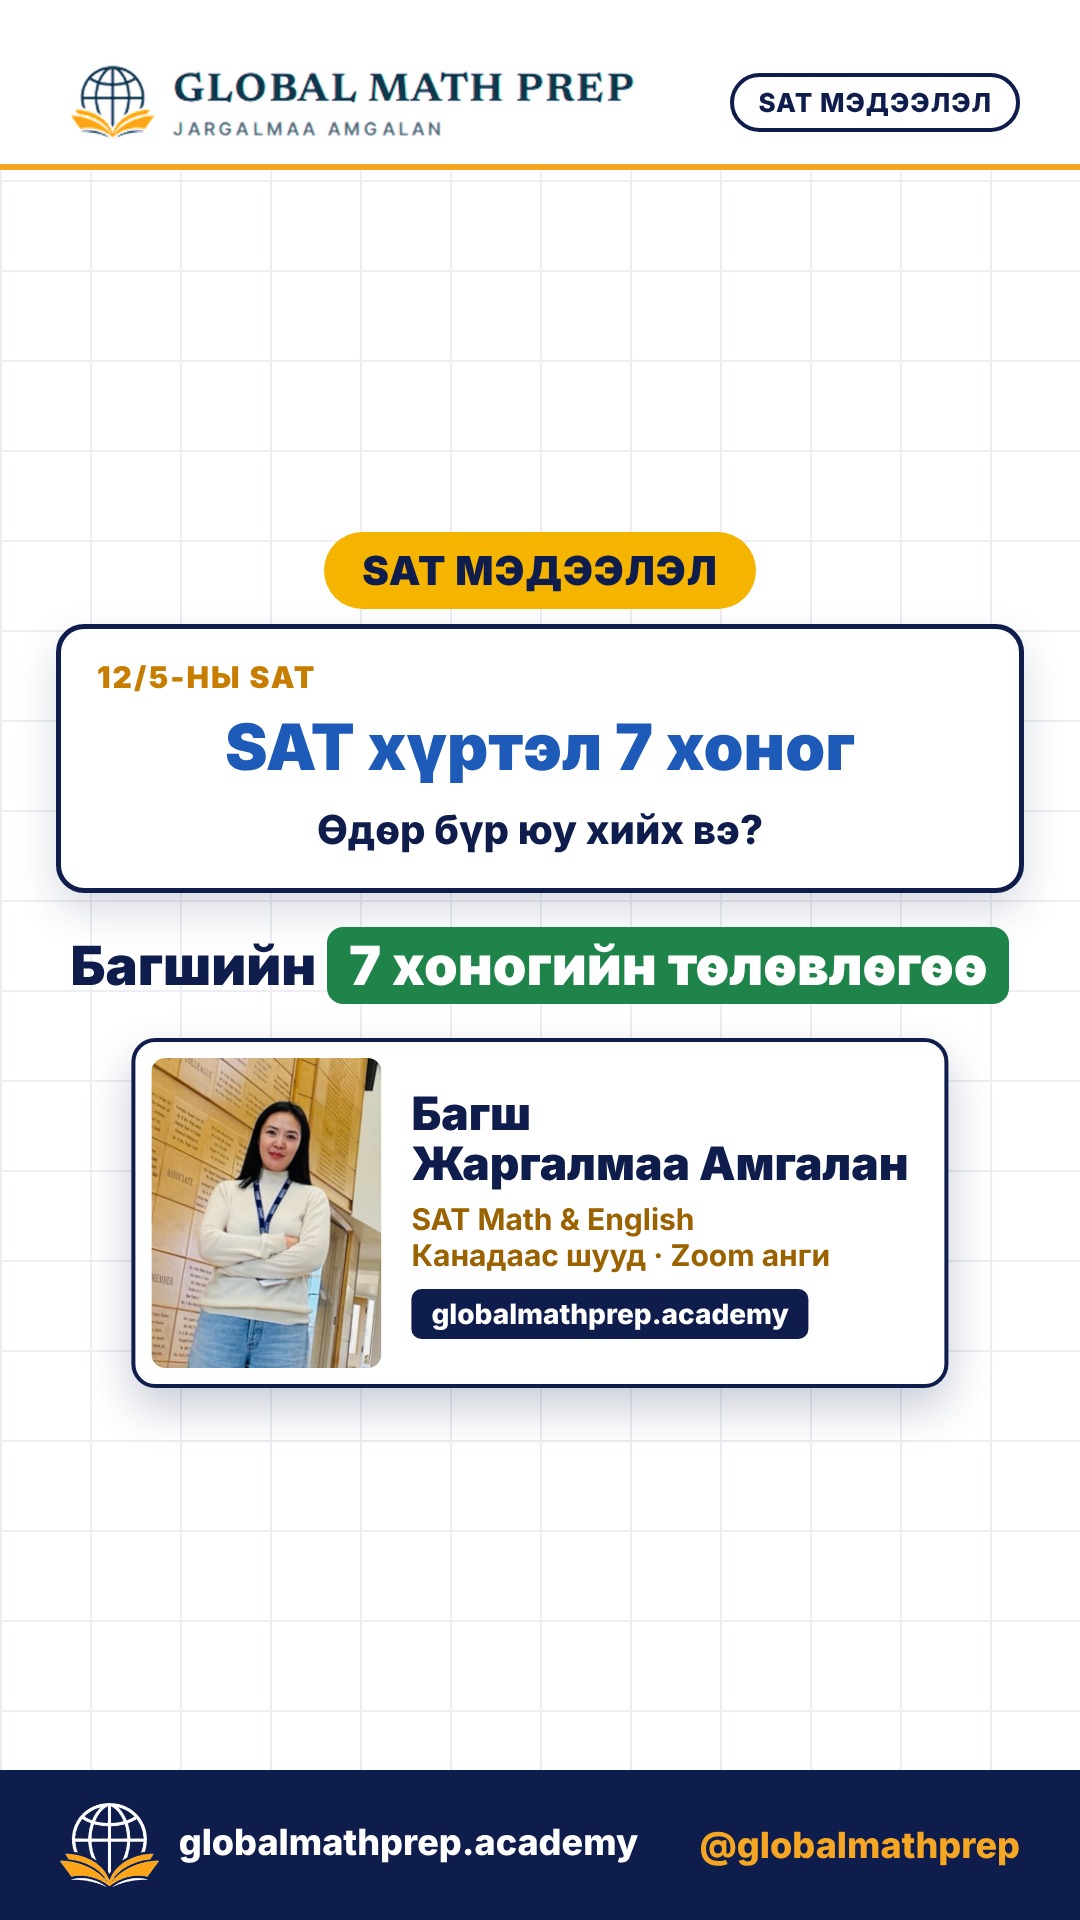 GLOBAL MATH PREP
JARGALMAA AMGALAN
SAT МЭДЭЭЛЭЛ
SAT МЭДЭЭЛЭЛ
12/5-НЫ SAT
SAT хүртэл 7 хоног
Өдөр бүр юу хийх вэ?
Багшийн 7 хоногийн төлөвлөгөө
Багш
Жаргалмаа Амгалан
SAT Math & English
Канадаас шууд · Zoom анги
globalmathprep.academy
ASSOCIATE
globalmathprep.academy
@globalmathprep